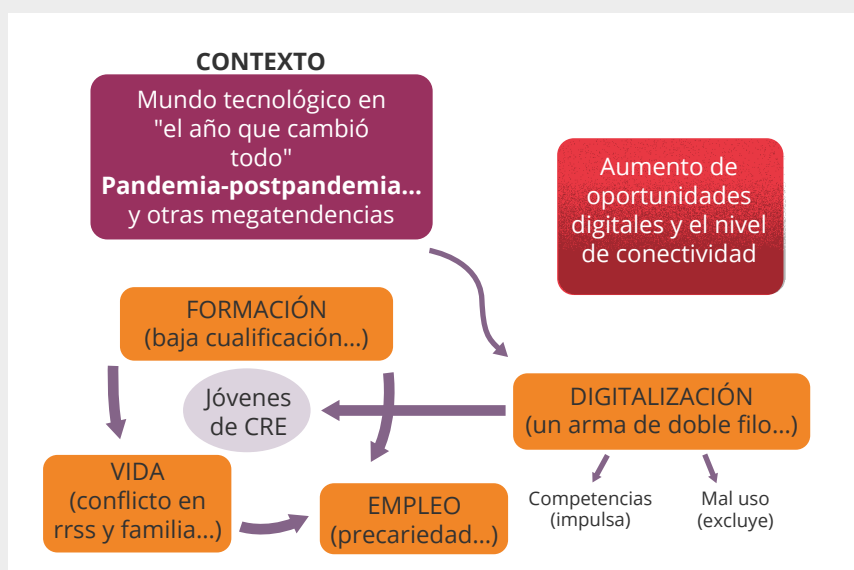 CONTEXTO
Mundo tecnológico en
"el año que cambió
todo"
Pandemia-postpandemia...
y otras megatendencias
Aumento de
oportunidades
digitales y el nivel
de conectividad
FORMACIÓN
(baja cualificación...)
Jóvenes
de CRE
DIGITALIZACIÓN
(un arma de doble filo...)
VIDA
(conflicto en
rrss y familia...)
EMPLEO
(precariedad...)
Competencias
(impulsa)
Mal uso
(excluye)